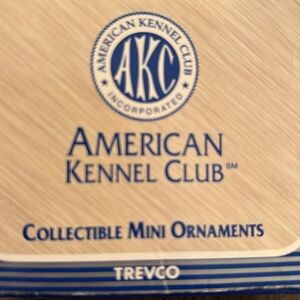 AMERICAN KENNEL CLUB
AKC
INCORPORATED
AMERICAN
KENNEL CLUB℠
COLLECTIBLE MINI ORNAMENTS
TREVCO